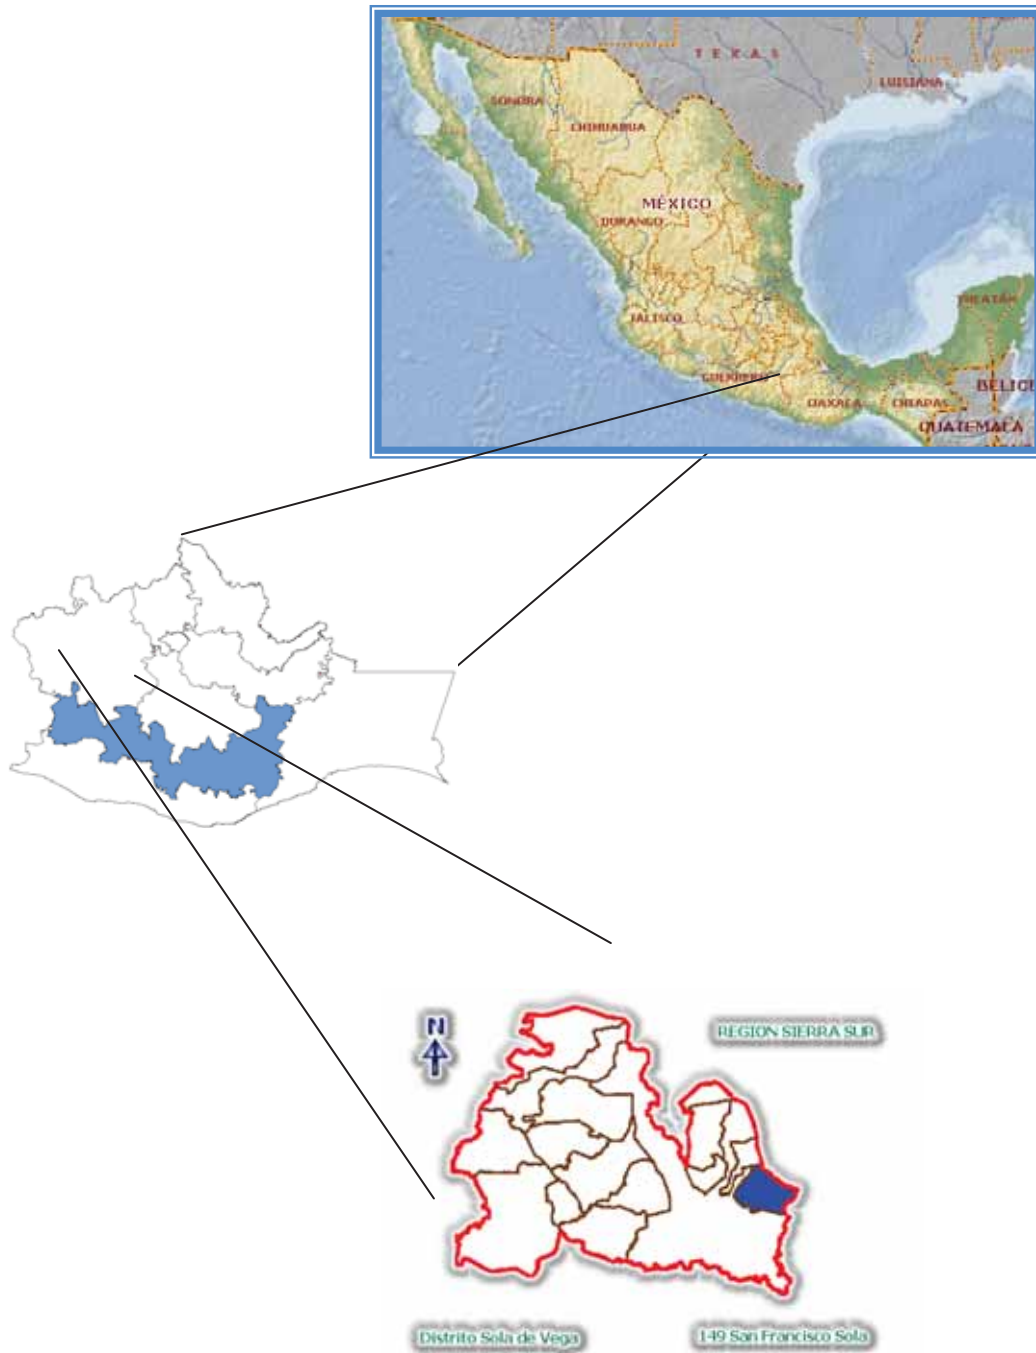 TEXAS
LUISIANA
SONORA
CHIHUAHUA
MÉXICO
DURANGO
YUCATÁN
JALISCO
GUERRERO
BELICE
OAXACA
CHIAPAS
GUATEMALA
N
REGION SIERRA SUR
Distrito Sola de Vega
149 San Francisco Sola